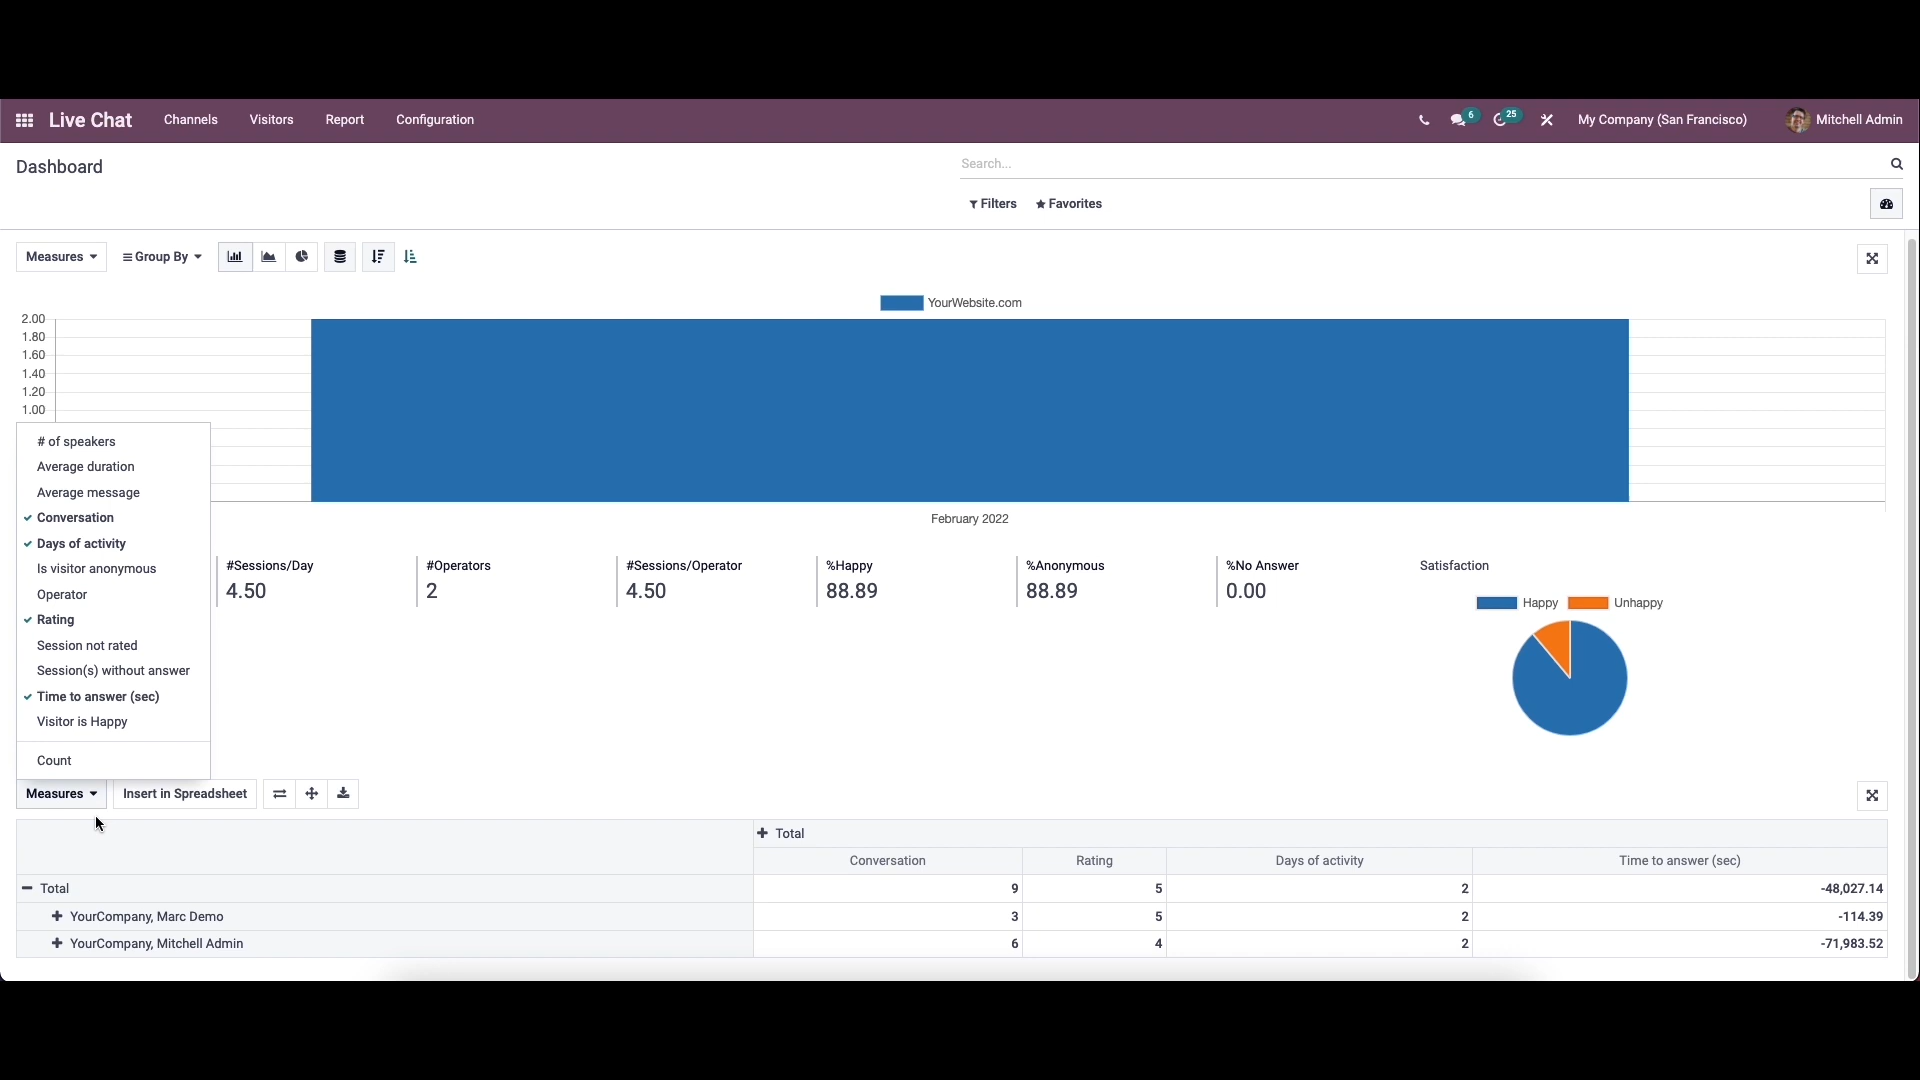 Live Chat Channels Visitors Report Configuration 6 25 My Company (San Francisco) Mitchell Admin
Dashboard
Search...
Filters Favorites
Measures Group By
YourWebsite.com
2.00
1.80
1.60
1.40
1.20
1.00
February 2022
# of speakers
Average duration
Average message
Conversation
Days of activity
Is visitor anonymous
Operator
Rating
Session not rated
Session(s) without answer
Time to answer (sec)
Visitor is Happy
Count
#Sessions/Day
4.50
#Operators
2
#Sessions/Operator
4.50
%Happy
88.89
%Anonymous
88.89
%No Answer
0.00
Satisfaction
Happy Unhappy
Measures Insert in Spreadsheet
Total
Conversation Rating Days of activity Time to answer (sec)
Total 9 5 2 -48,027.14
YourCompany, Marc Demo 3 5 2 -114.39
YourCompany, Mitchell Admin 6 4 2 -71,983.52